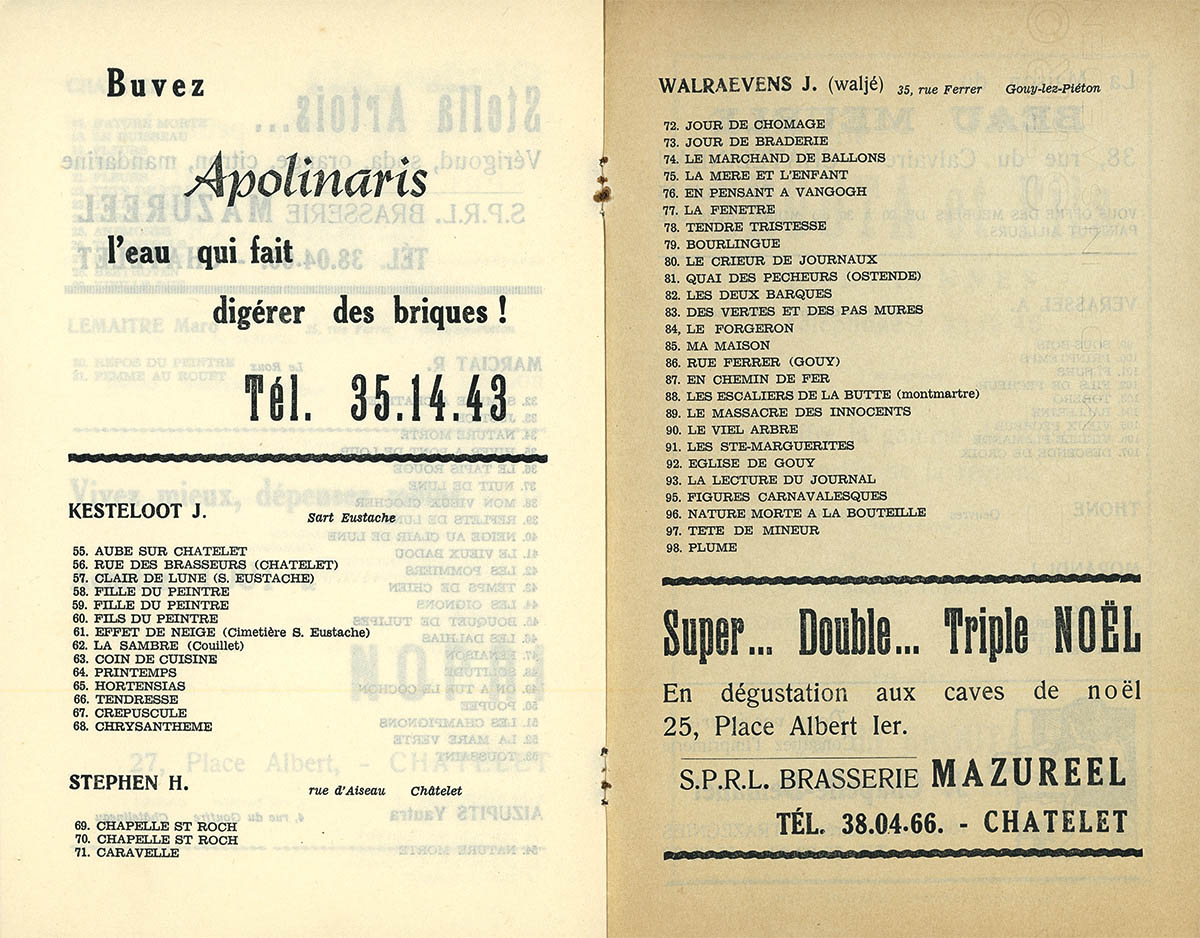 Buvez
Apolinaris
l'eau qui fait
digérer des briques !
Tél. 35.14.43
KESTELOOT J. Sart Eustache
55. AUBE SUR CHATELET
56. RUE DES BRASSEURS (CHATELET)
57. CLAIR DE LUNE (S. EUSTACHE)
58. FILLE DU PEINTRE
59. FILLE DU PEINTRE
60. FILS DU PEINTRE
61. EFFET DE NEIGE (Cimetière S. Eustache)
62. LA SAMBRE (Couillet)
63. COIN DE CUISINE
64. PRINTEMPS
65. HORTENSIAS
66. TENDRESSE
67. CREPUSCULE
68. CHRYSANTHEME
STEPHEN H. rue d'Aiseau Châtelet
69. CHAPELLE ST ROCH
70. CHAPELLE ST ROCH
71. CARAVELLE
WALRAEVENS J. (waljé) 35, rue Ferrer Gouy-lez-Piéton
72. JOUR DE CHOMAGE
73. JOUR DE BRADERIE
74. LE MARCHAND DE BALLONS
75. LA MERE ET L'ENFANT
76. EN PENSANT A VANGOGH
77. LA FENETRE
78. TENDRE TRISTESSE
79. BOURLINGUE
80. LE CRIEUR DE JOURNAUX
81. QUAI DES PECHEURS (OSTENDE)
82. LES DEUX BARQUES
83. DES VERTES ET DES PAS MURES
84, LE FORGERON
85. MA MAISON
86. RUE FERRER (GOUY)
87. EN CHEMIN DE FER
88. LES ESCALIERS DE LA BUTTE (montmartre)
89. LE MASSACRE DES INNOCENTS
90. LE VIEL ARBRE
91. LES STE-MARGUERITES
92. EGLISE DE GOUY
93. LA LECTURE DU JOURNAL
95. FIGURES CARNAVALESQUES
96. NATURE MORTE A LA BOUTEILLE
97. TETE DE MINEUR
98. PLUME
Super... Double... Triple NOËL
En dégustation aux caves de noël
25, Place Albert Ier.
S.P.R.L. BRASSERIE MAZUREEL
TÉL. 38.04.66. - CHATELET